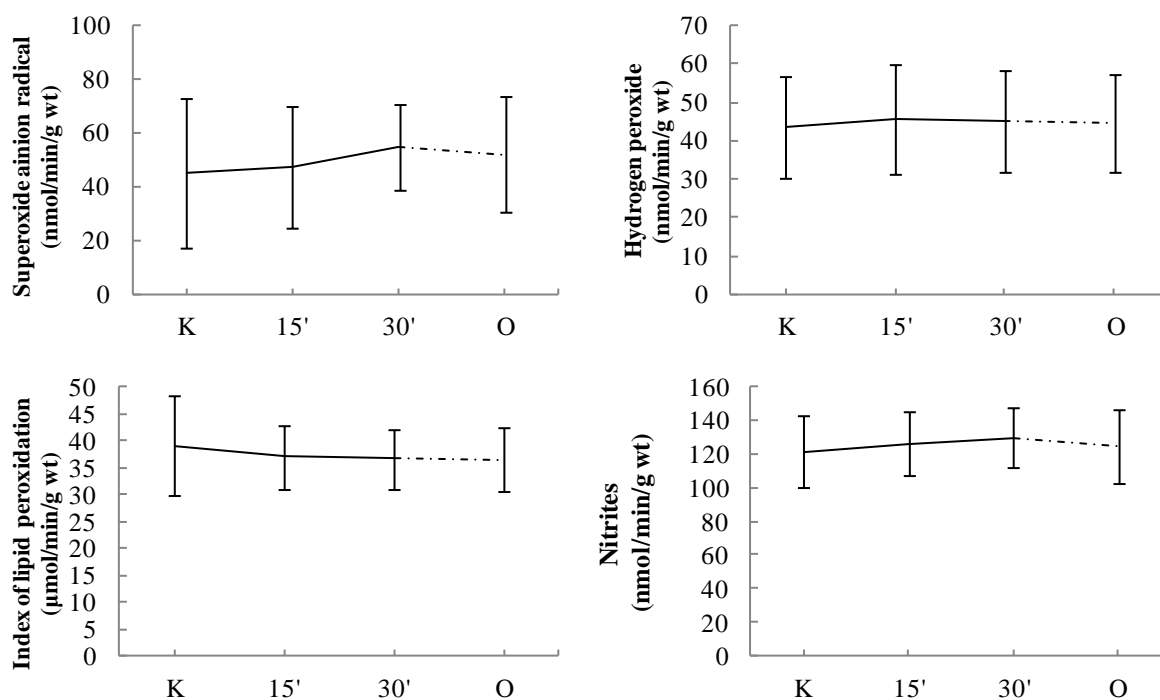 Superoxide ainion radical
(nmol/min/g wt)
100
80
60
40
20
0
K 15' 30' O
Hydrogen peroxide
(nmol/min/g wt)
70
60
50
40
30
20
10
0
K 15' 30' O
Index of lipid peroxidation
(µmol/min/g wt)
50
45
40
35
30
25
20
15
10
5
0
K 15' 30' O
Nitrites
(nmol/min/g wt)
160
140
120
100
80
60
40
20
0
K 15' 30' O